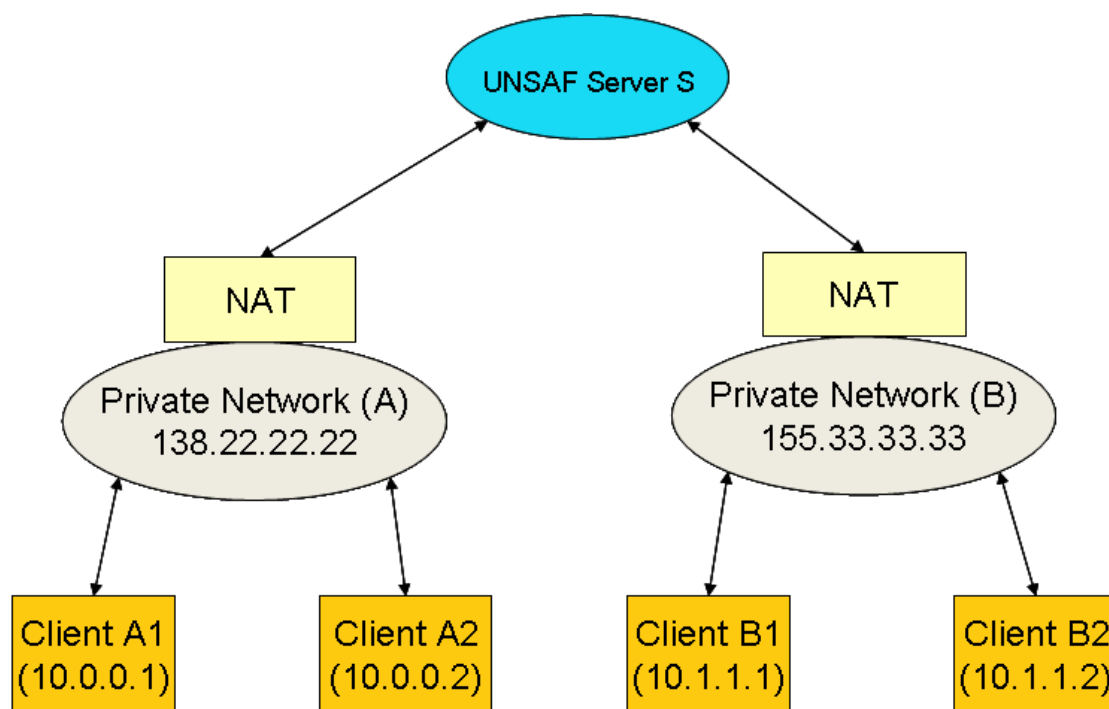 UNSAF Server S
NAT
NAT
Private Network (A)
138.22.22.22
Private Network (B)
155.33.33.33
Client A1
(10.0.0.1)
Client A2
(10.0.0.2)
Client B1
(10.1.1.1)
Client B2
(10.1.1.2)